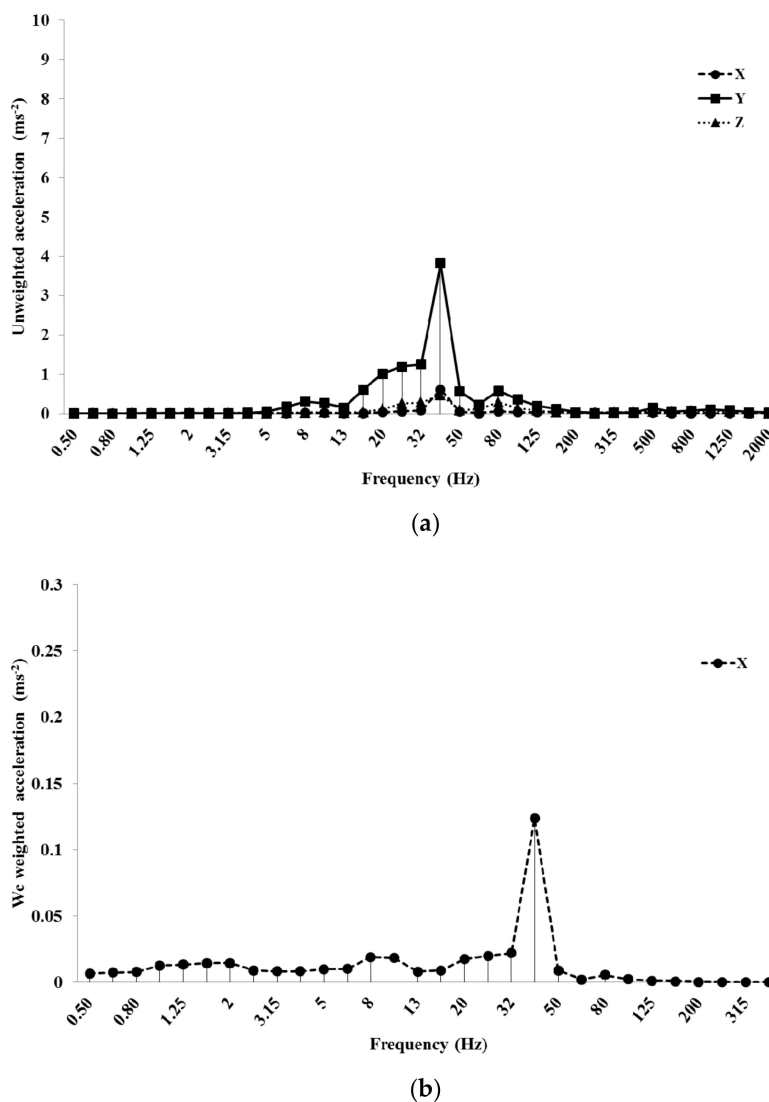 10
9
8
7
6
5
4
3
2
1
0
Unweighted acceleration (ms-2)
X
Y
Z
0.50 0.80 1.25 2 3.15 5 8 13 20 32 50 80 125 200 315 500 800 1250 2000
Frequency (Hz)
(a)
0.3
0.25
0.2
0.15
0.1
0.05
0
Wc weighted acceleration (ms-2)
X
0.50 0.80 1.25 2 3.15 5 8 13 20 32 50 80 125 200 315
Frequency (Hz)
(b)